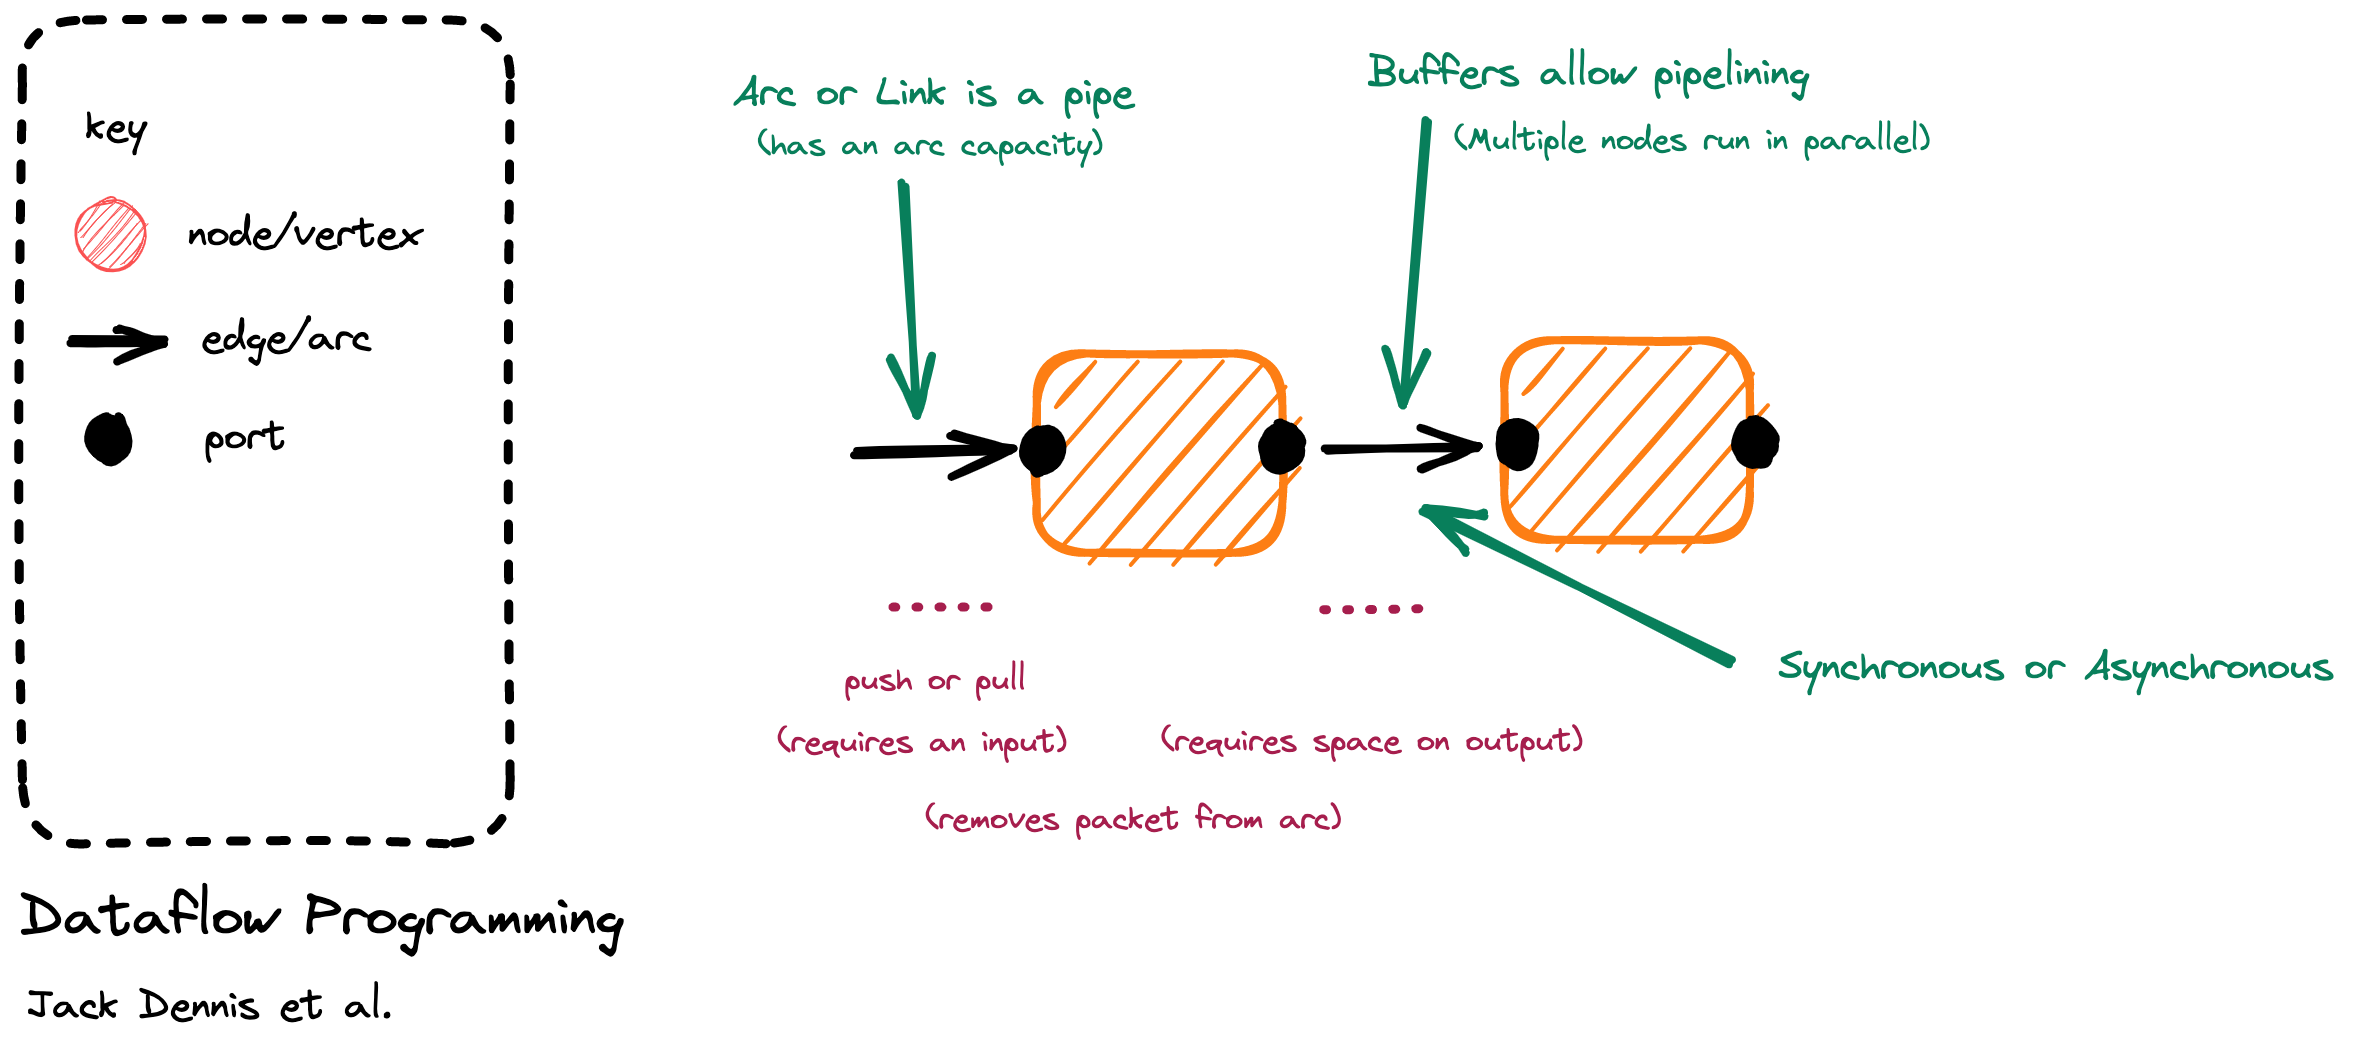 key
node/vertex
edge/arc
port
Dataflow Programming
Jack Dennis et al.
Arc or Link is a pipe
(has an arc capacity)
Buffers allow pipelining
(Multiple nodes run in parallel)
Synchronous or Asynchronous
push or pull
(requires an input)
(requires space on output)
(removes packet from arc)